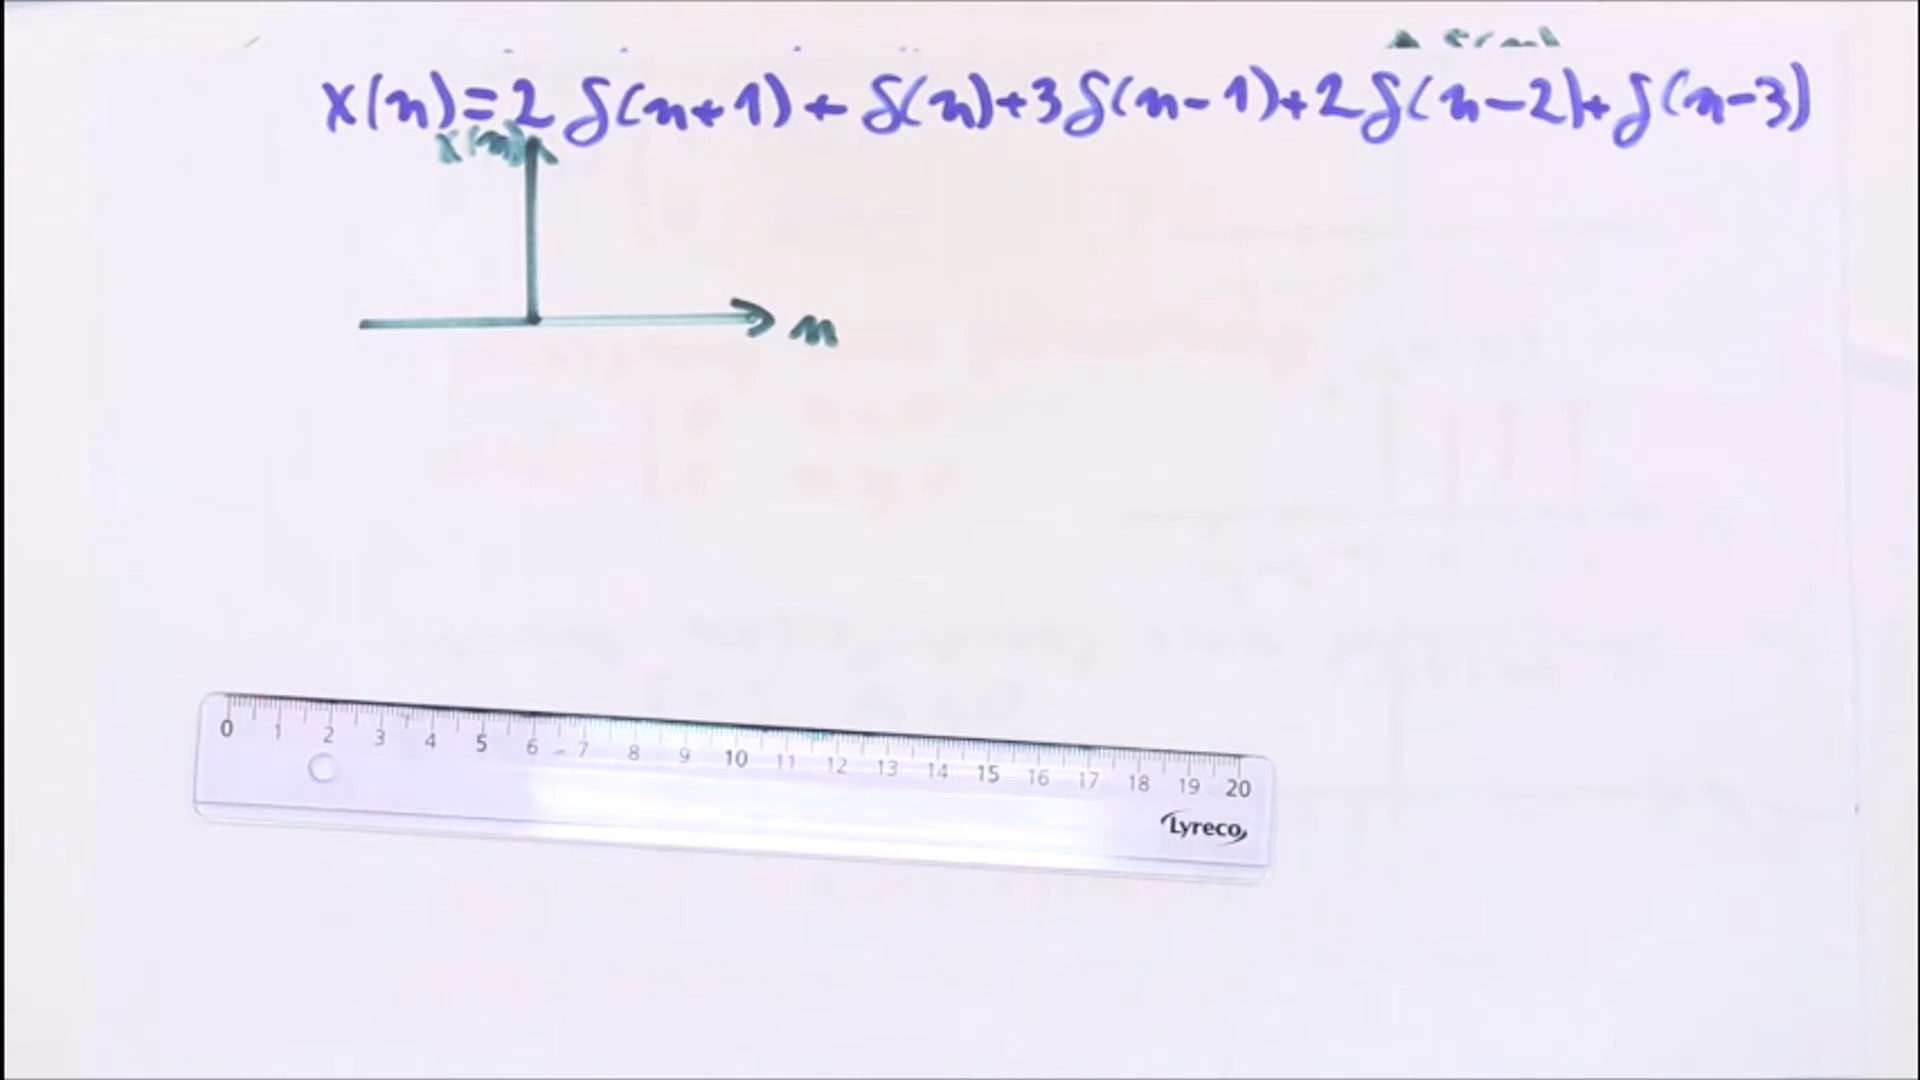 x(n)=2δ(n+1)+δ(n)+3δ(n-1)+2δ(n-2)+δ(n-3)
x(n)
n
0 1 2 3 4 5 6 7 8 9 10 11 12 13 14 15 16 17 18 19 20
Lyreco